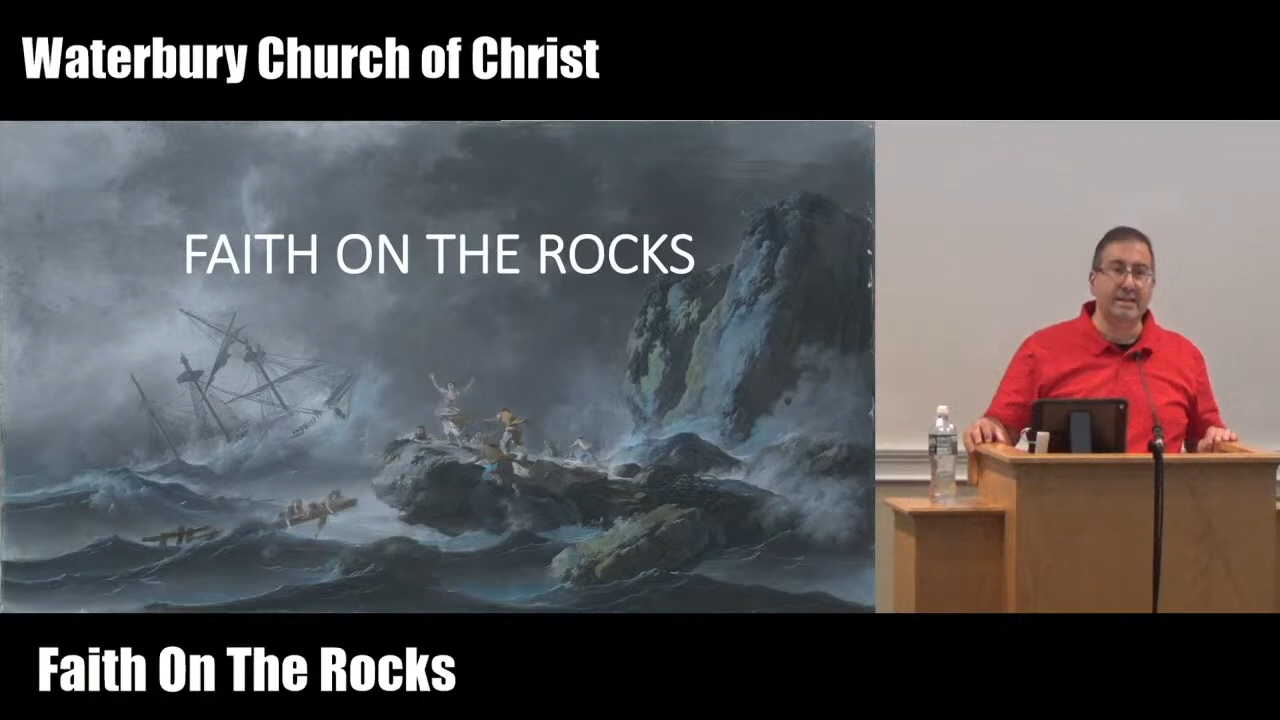 Waterbury Church of Christ
FAITH ON THE ROCKS
Faith On The Rocks